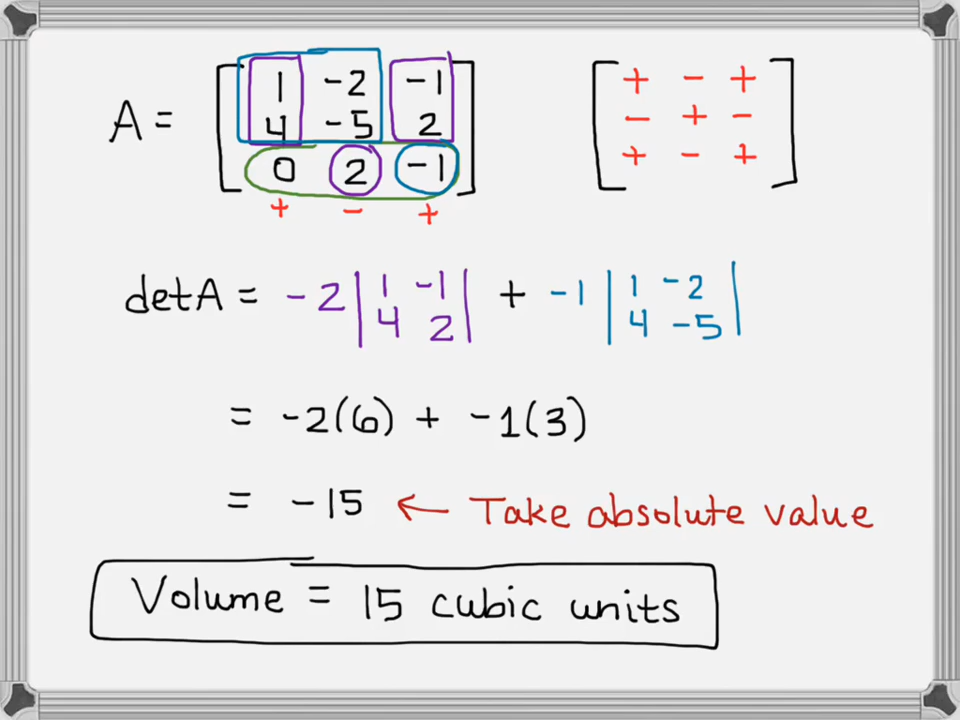 1 -2 -1
A = 4 -5 2
0 2 -1
+ - +
+ - +
- + -
+ - +
detA = -2 | 1 -1 | + -1 | 1 -2 |
4 2 4 -5
= -2(6) + -1(3)
= -15 ← Take absolute value
Volume = 15 cubic units